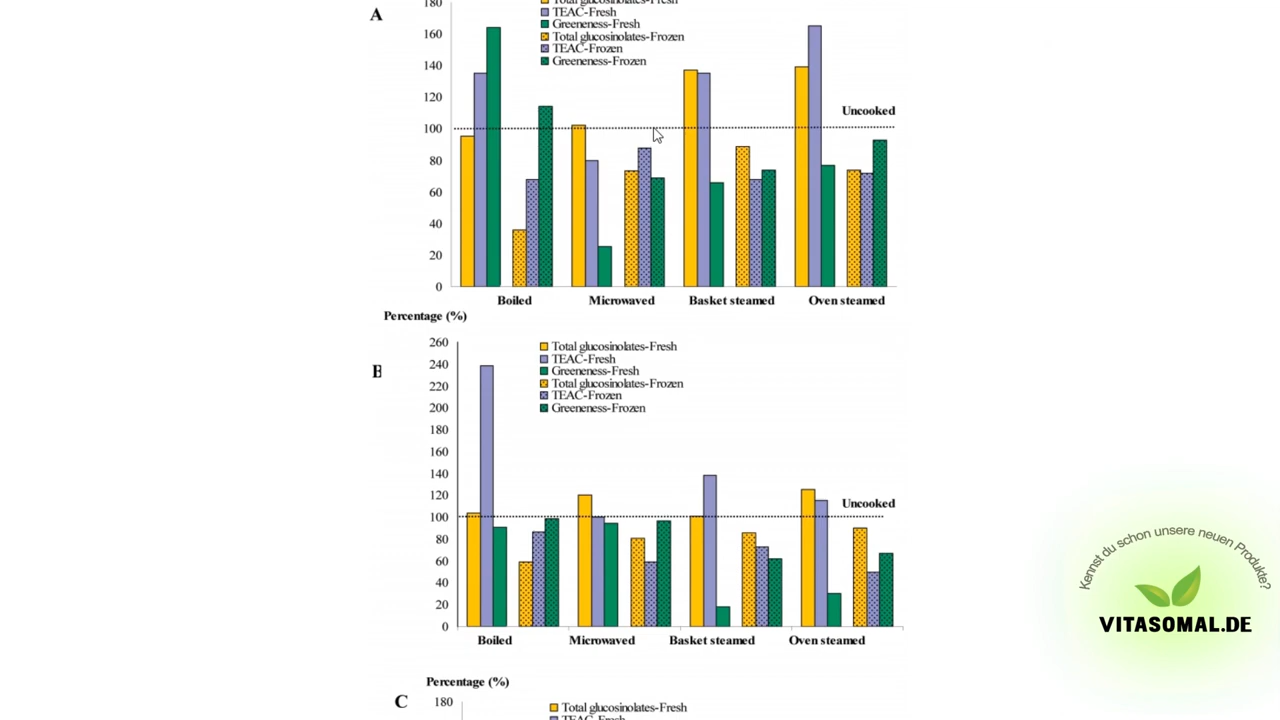 180
A
Total glucosinolates-Fresh
TEAC-Fresh
Greeneness-Fresh
Total glucosinolates-Frozen
TEAC-Frozen
Greeneness-Frozen
160
140
120
100
80
60
40
20
0
Uncooked
Boiled Microwaved Basket steamed Oven steamed
Percentage (%)
B
260
240
220
200
180
160
140
120
100
80
60
40
20
0
Total glucosinolates-Fresh
TEAC-Fresh
Greeneness-Fresh
Total glucosinolates-Frozen
TEAC-Frozen
Greeneness-Frozen
Uncooked
Boiled Microwaved Basket steamed Oven steamed
Percentage (%)
C
180
Total glucosinolates-Fresh
TEAC-Fresh
Kennst du schon unsere neuen Produkte?
VITASOMAL.DE